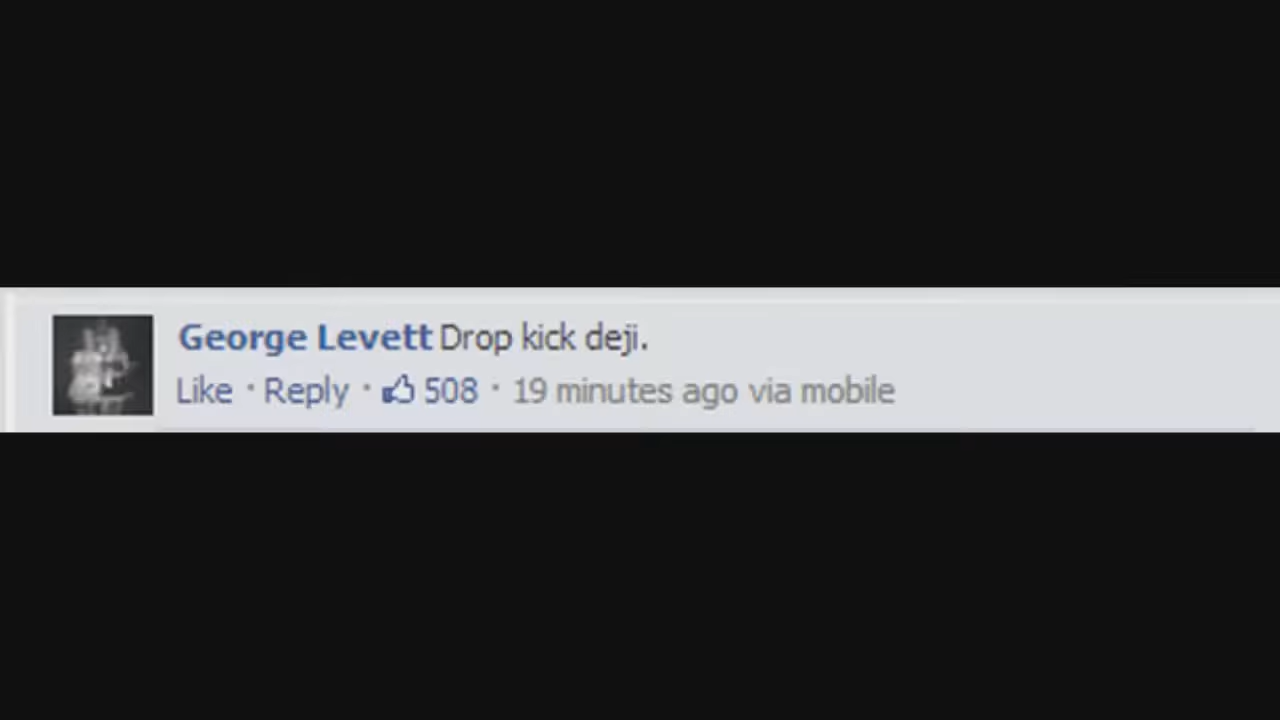 George Levett Drop kick deji.
Like · Reply · 508 · 19 minutes ago via mobile